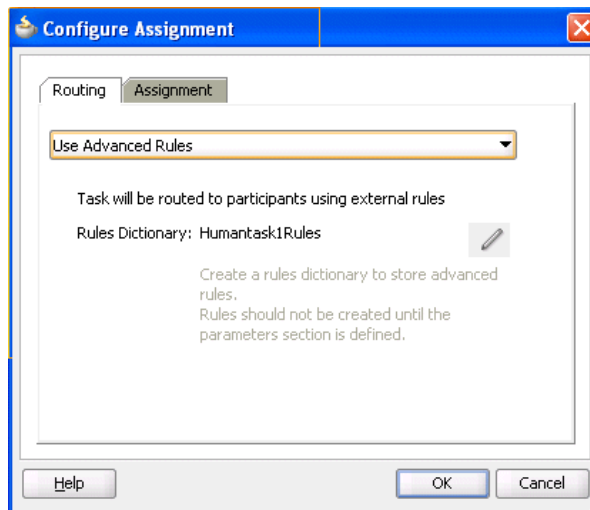 Configure Assignment
Routing
Assignment
Use Advanced Rules
Task will be routed to participants using external rules
Rules Dictionary: Humantask1Rules
Create a rules dictionary to store advanced
rules.
Rules should not be created until the
parameters section is defined.
Help
OK
Cancel